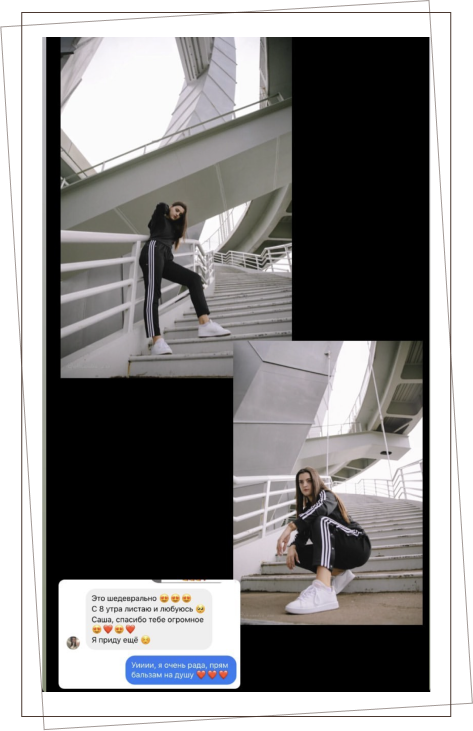 Это шедеврально 😍😍😍
С 8 утра листаю и любуюсь 🥹
Саша, спасибо тебе огромное
😍❤️😍❤️
Я приду ещё 😊
Уииии, я очень рада, прям
бальзам на душу ❤️❤️❤️